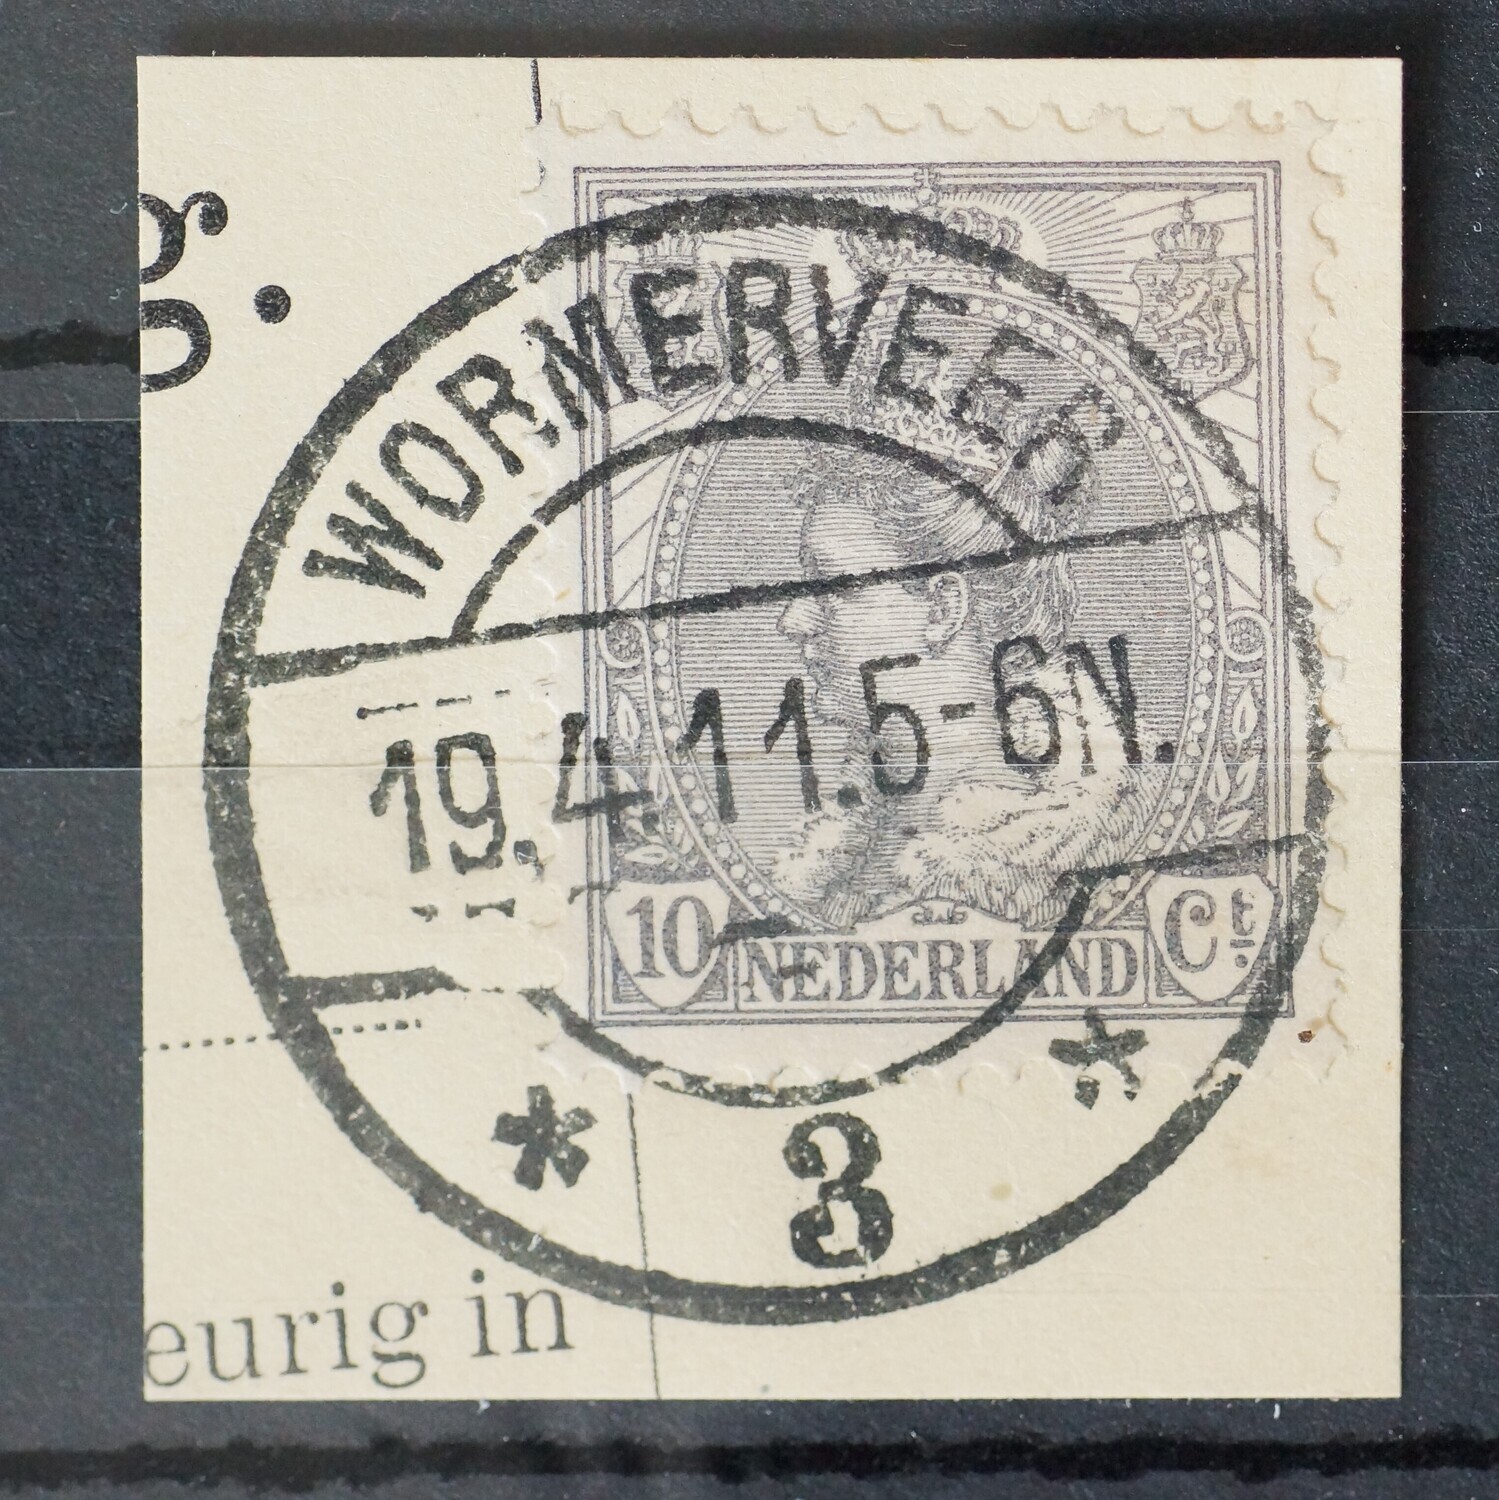 g.
WORMERVEER
19.4.11.5-6N.
10 NEDERLAND Ct.
* 3 *
eurig in